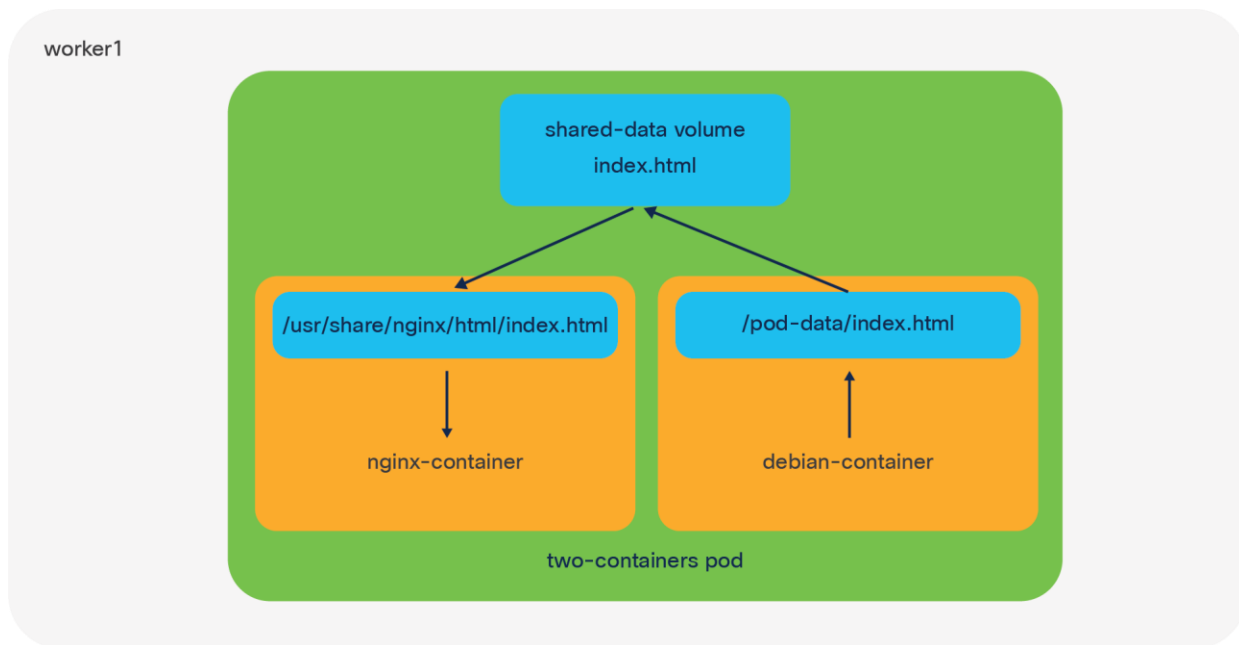 worker1
shared-data volume
index.html
/usr/share/nginx/html/index.html
/pod-data/index.html
nginx-container
debian-container
two-containers pod